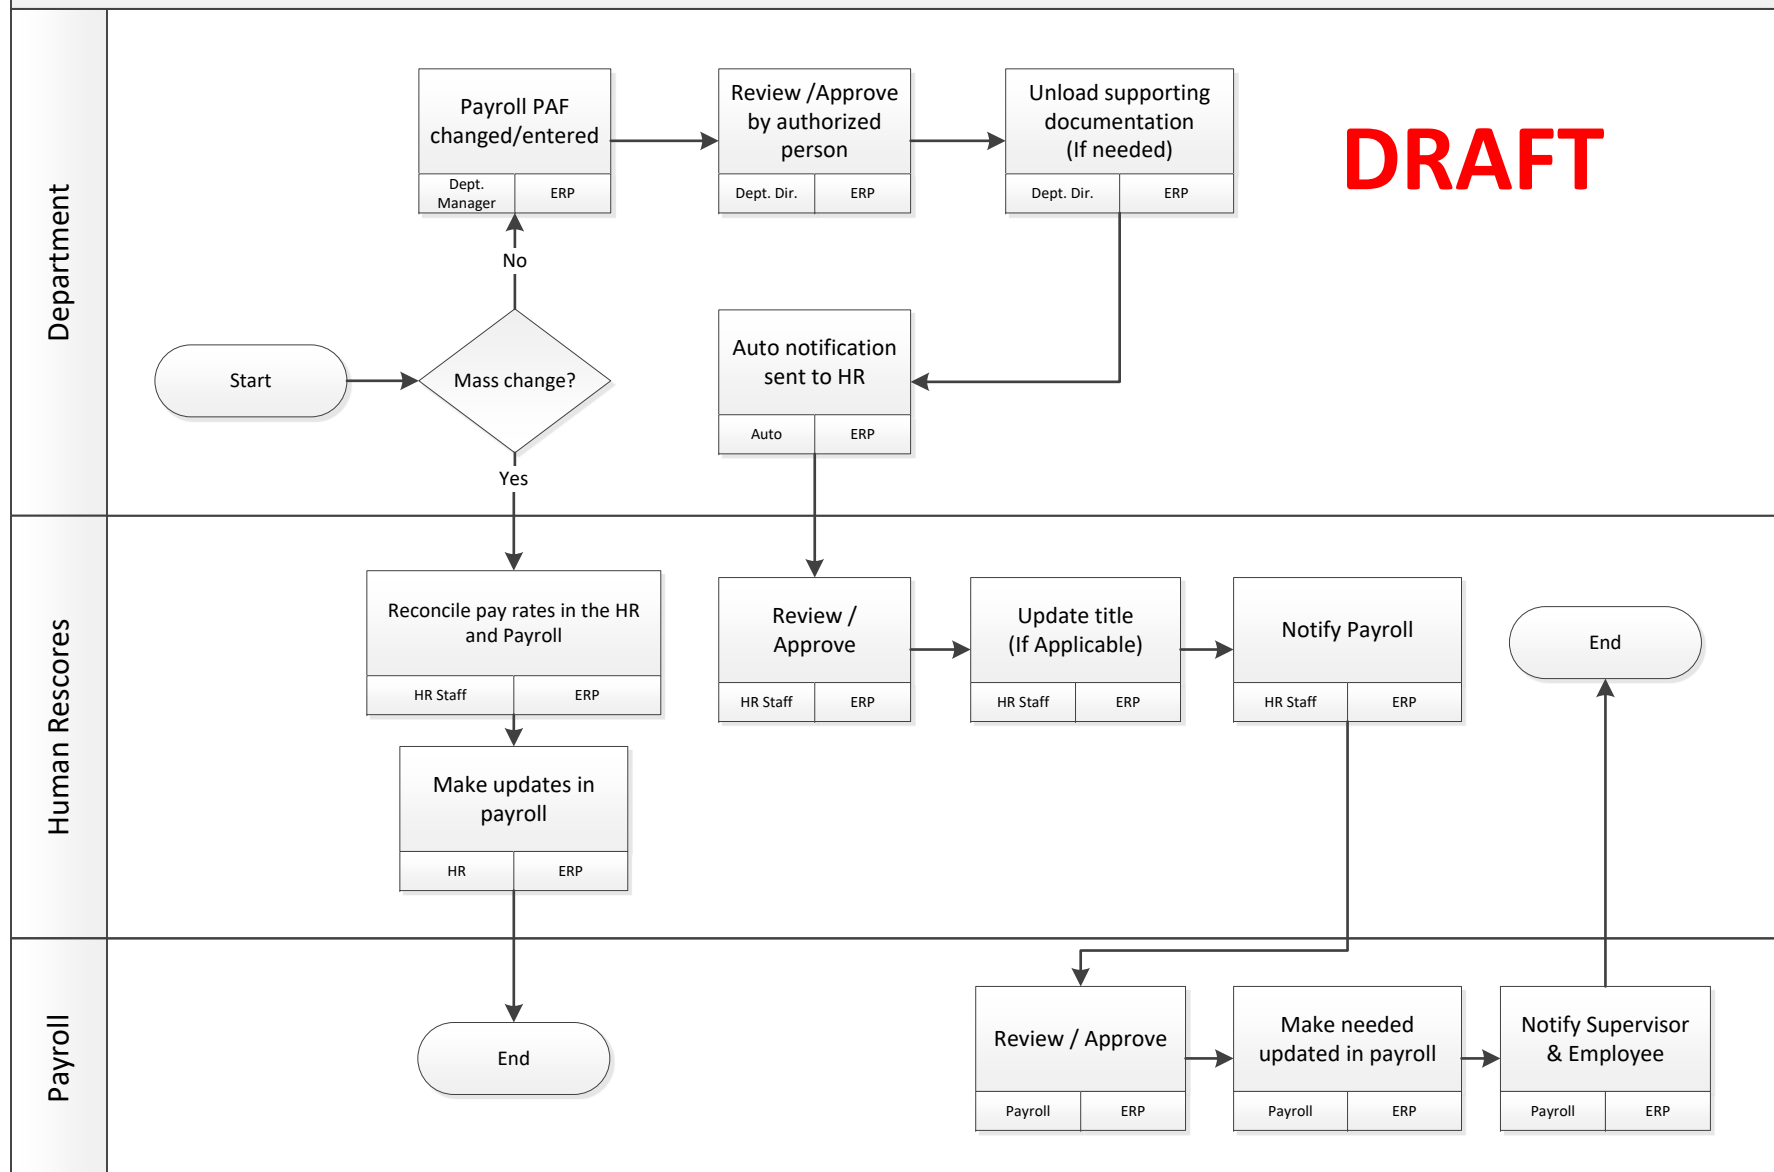 Department
Payroll PAF
changed/entered
Dept.
Manager
ERP
Review /Approve
by authorized
person
Dept. Dir.
ERP
Unload supporting
documentation
(If needed)
Dept. Dir.
ERP
DRAFT
No
Start
Mass change?
Yes
Auto notification
sent to HR
Auto
ERP
Human Rescores
Reconcile pay rates in the HR
and Payroll
HR Staff
ERP
Make updates in
payroll
HR
ERP
Review /
Approve
HR Staff
ERP
Update title
(If Applicable)
HR Staff
ERP
Notify Payroll
HR Staff
ERP
End
Payroll
End
Review / Approve
Payroll
ERP
Make needed
updated in payroll
Payroll
ERP
Notify Supervisor
& Employee
Payroll
ERP